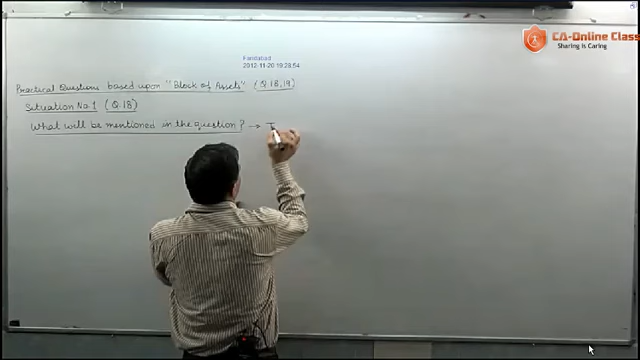 CA-Online Class
Sharing is Caring
Faridabad
2012-11-20 19:28:54
Practical Questions based upon "Block of Assets" (Q.18,19)
Situation No.1 (Q.18)
What will be mentioned in the question? →